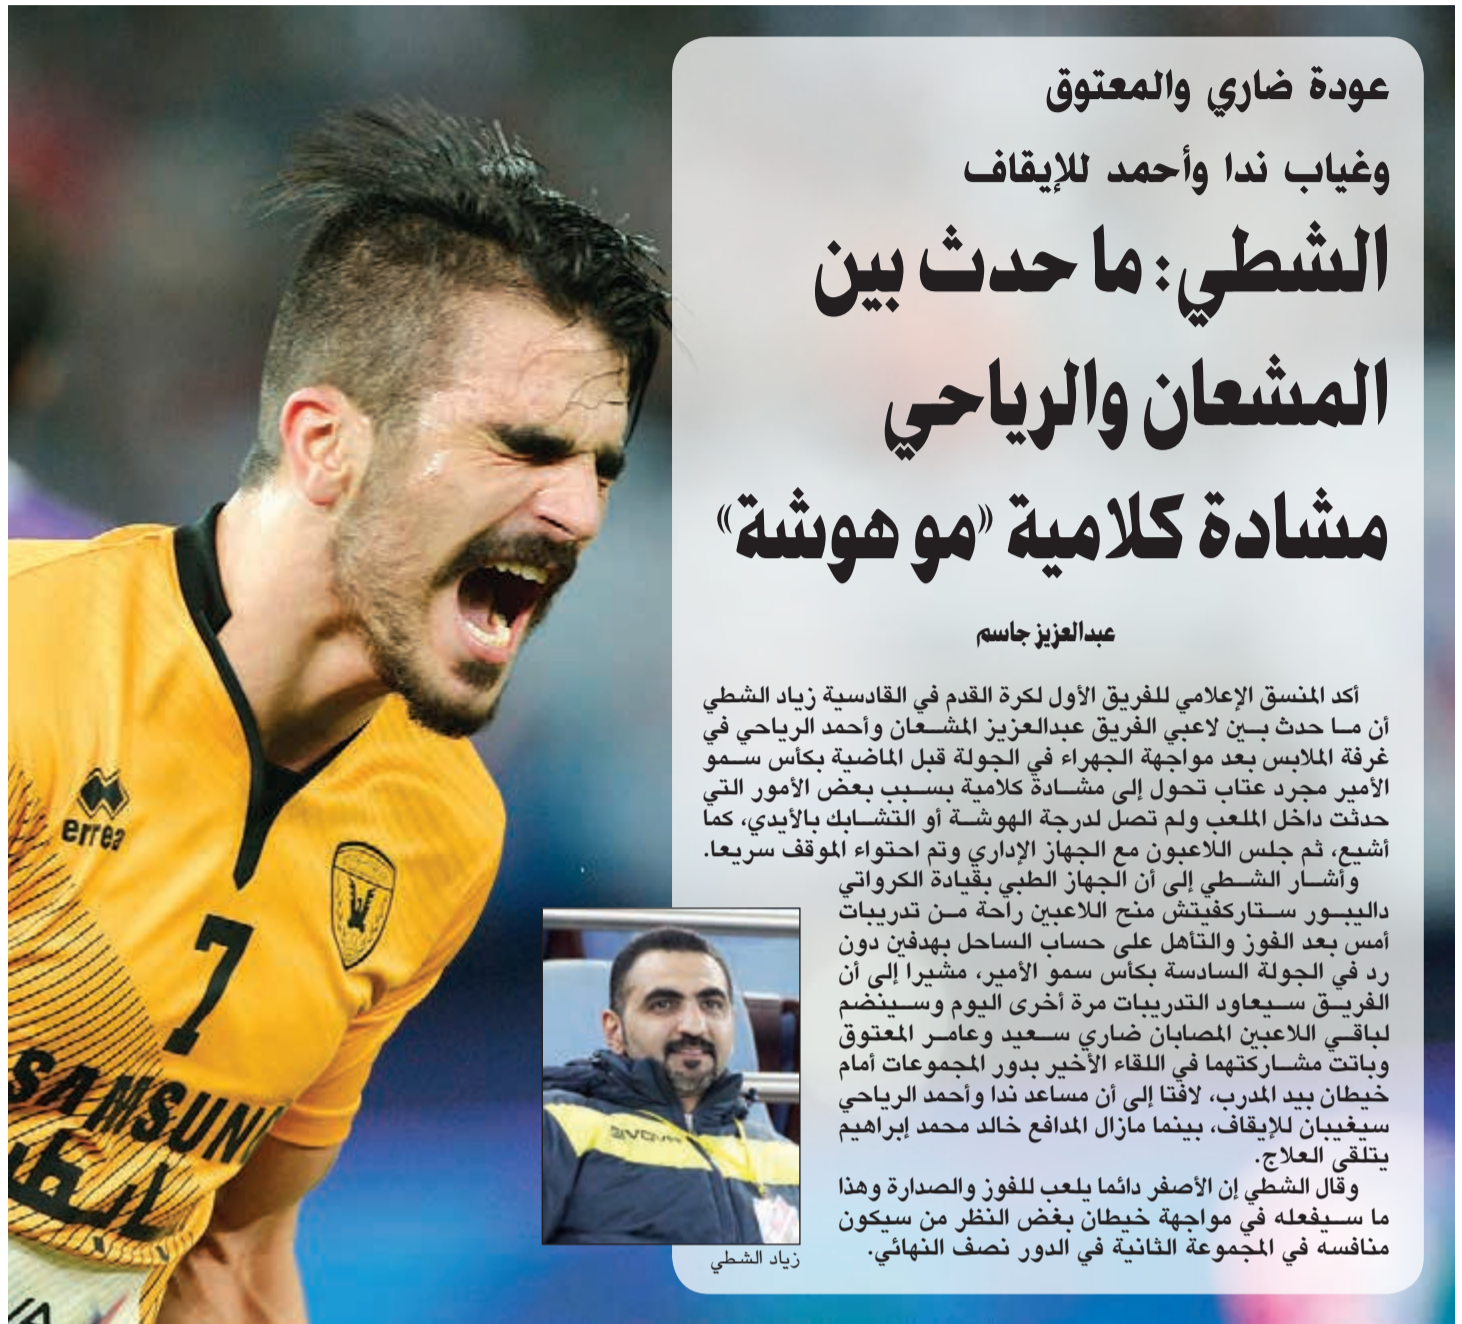 عودة ضاري والمعتوق
وغياب ندا وأحمد للإيقاف
الشطي: ما حدث بين
المشعان والرياحي
مشادة كلامية «مو هوشة»
عبدالعزيز جاسم
أكد المنسق الإعلامي للفريق الأول لكرة القدم في القادسية زياد الشطي
أن ما حدث بين لاعبي الفريق عبدالعزيز المشعان وأحمد الرياحي في
غرفة الملابس بعد مواجهة الجهراء في الجولة قبل الماضية بكأس سمو
الأمير مجرد عتاب تحول إلى مشادة كلامية بسبب بعض الأمور التي
حدثت داخل الملعب ولم تصل لدرجة الهوشة أو التشابك بالأيدي، كما
أشيع، ثم جلس اللاعبون مع الجهاز الإداري وتم احتواء الموقف سريعا.
وأشار الشطي إلى أن الجهاز الطبي بقيادة الكرواتي
داليبور ستاركفيتش منح اللاعبين راحة من تدريبات
أمس بعد الفوز والتأهل على حساب الساحل بهدفين دون
رد في الجولة السادسة بكأس سمو الأمير، مشيرا إلى أن
الفريق سيعاود التدريبات مرة أخرى اليوم وسينضم
لباقي اللاعبين المصابان ضاري سعيد وعامر المعتوق
وباتت مشاركتهما في اللقاء الأخير بدور المجموعات أمام
خيطان بيد المدرب، لافتا إلى أن مساعد ندا وأحمد الرياحي
سيغيبان للإيقاف، بينما مازال المدافع خالد محمد إبراهيم
يتلقى العلاج.
وقال الشطي إن الأصفر دائما يلعب للفوز والصدارة وهذا
ما سيفعله في مواجهة خيطان بغض النظر من سيكون
منافسه في المجموعة الثانية في الدور نصف النهائي.
زياد الشطي
errea
7
SAMSUNG